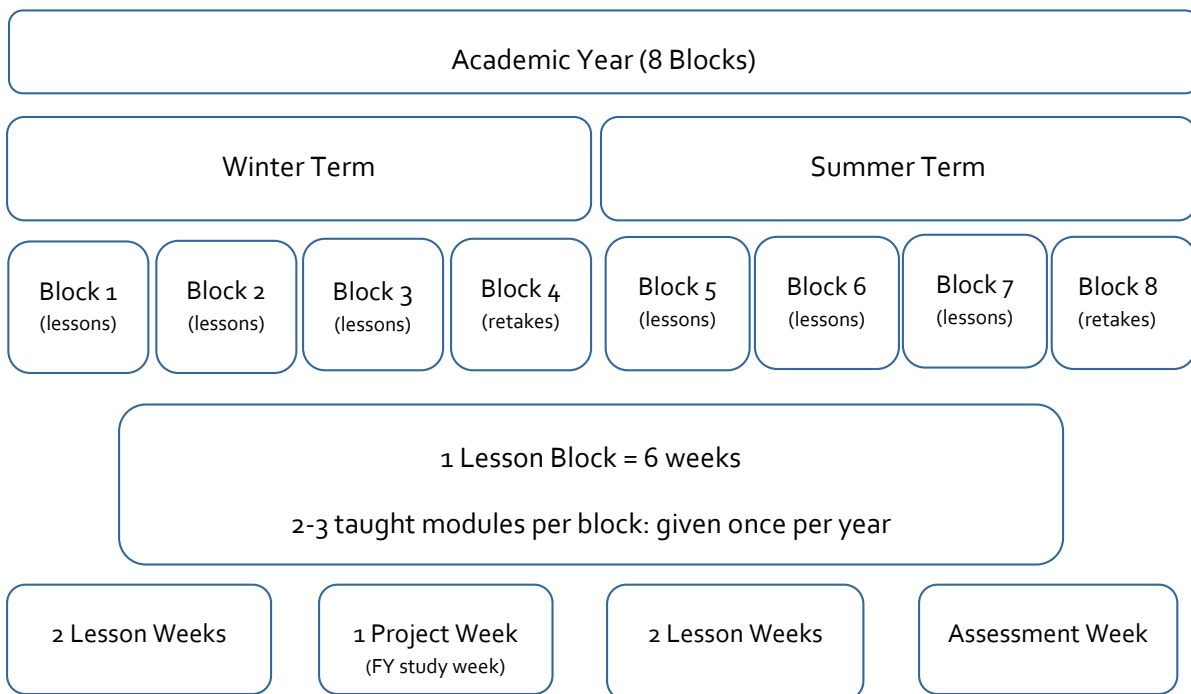 Academic Year (8 Blocks)
Winter Term
Summer Term
Block 1
(lessons)
Block 2
(lessons)
Block 3
(lessons)
Block 4
(retakes)
Block 5
(lessons)
Block 6
(lessons)
Block 7
(lessons)
Block 8
(retakes)
1 Lesson Block = 6 weeks
2-3 taught modules per block: given once per year
2 Lesson Weeks
1 Project Week
(FY study week)
2 Lesson Weeks
Assessment Week